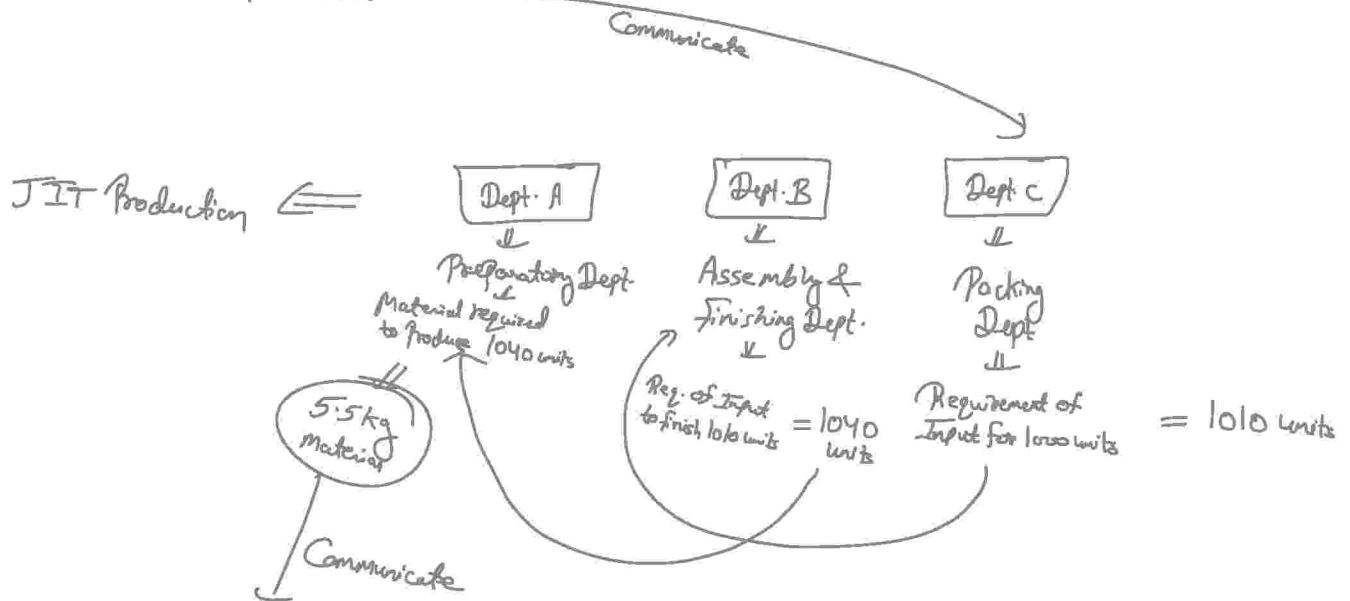 Communicate
JIT Production
Dept. A
Preparatory Dept.
Material required
to Produce 1040 units
5.5 kg
Material
Communicate
Dept. B
Assembly &
Finishing Dept.
Req. of Input
to finish 1010 units = 1040
units
Dept. C
Packing
Dept
Requirement of
Input for 1000 units = 1010 units